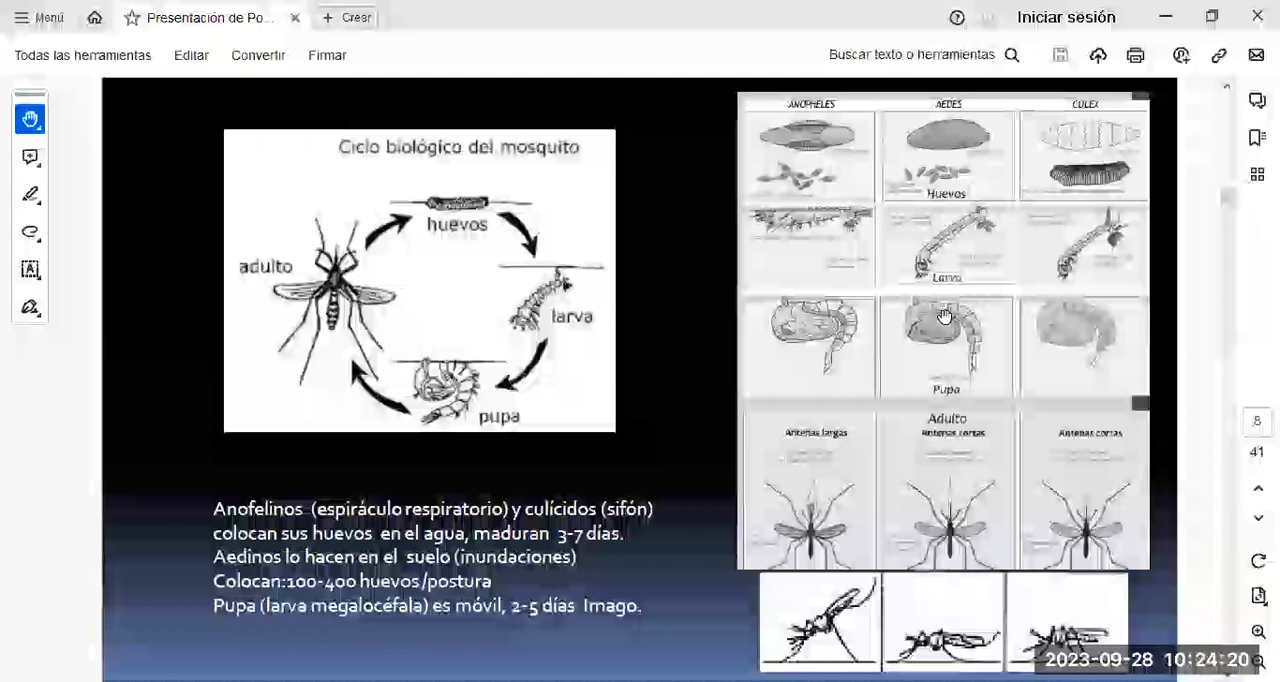 Menú
Presentación de Po...
Crear
Iniciar sesión
Todas las herramientas
Editar
Convertir
Firmar
Buscar texto o herramientas
Ciclo biológico del mosquito
huevos
adulto
larva
pupa
ANOPHELES
AEDES
CULEX
Huevos
Larva
Pupa
Adulto
Antenas largas
Antenas cortas
Antenas cortas
Anofelinos (espiráculo respiratorio) y culícidos (sifón)
colocan sus huevos en el agua, maduran 3-7 días.
Aedinos lo hacen en el suelo (inundaciones)
Colocan:100-400 huevos/postura
Pupa (larva megalocéfala) es móvil, 2-5 días Imago.
8
41
2023-09-28 10:24:20